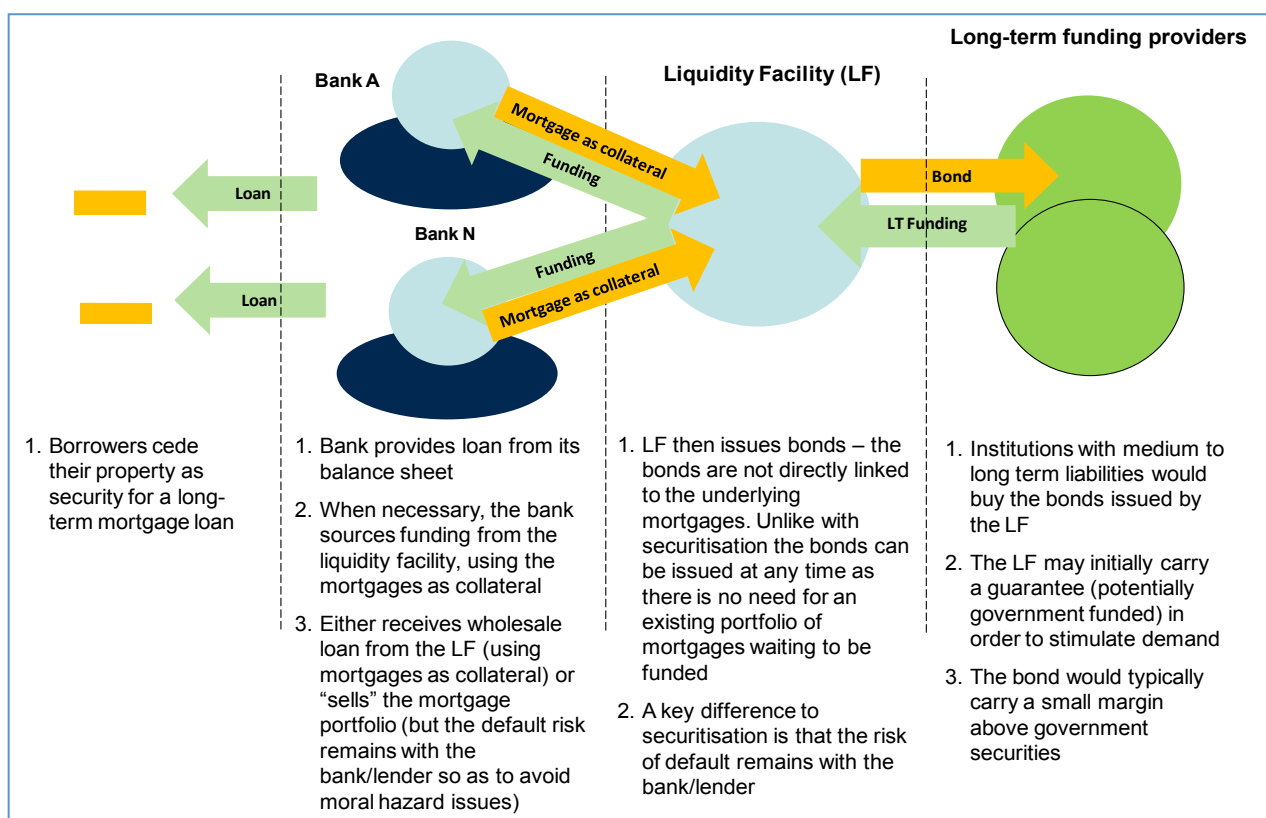 Long-term funding providers
Liquidity Facility (LF)
Bank A
Mortgage as collateral
Funding
Loan
Bond
LT Funding
Bank N
Funding
Mortgage as collateral
Loan
1. Borrowers cede
their property as
security for a long-
term mortgage loan
1. Bank provides loan from its
balance sheet
2. When necessary, the bank
sources funding from the
liquidity facility, using the
mortgages as collateral
3. Either receives wholesale
loan from the LF (using
mortgages as collateral) or
“sells” the mortgage
portfolio (but the default risk
remains with the
bank/lender so as to avoid
moral hazard issues)
1. LF then issues bonds – the
bonds are not directly linked
to the underlying
mortgages. Unlike with
securitisation the bonds can
be issued at any time as
there is no need for an
existing portfolio of
mortgages waiting to be
funded
2. A key difference to
securitisation is that the risk
of default remains with the
bank/lender
1. Institutions with medium to
long term liabilities would
buy the bonds issued by
the LF
2. The LF may initially carry
a guarantee (potentially
government funded) in
order to stimulate demand
3. The bond would typically
carry a small margin
above government
securities